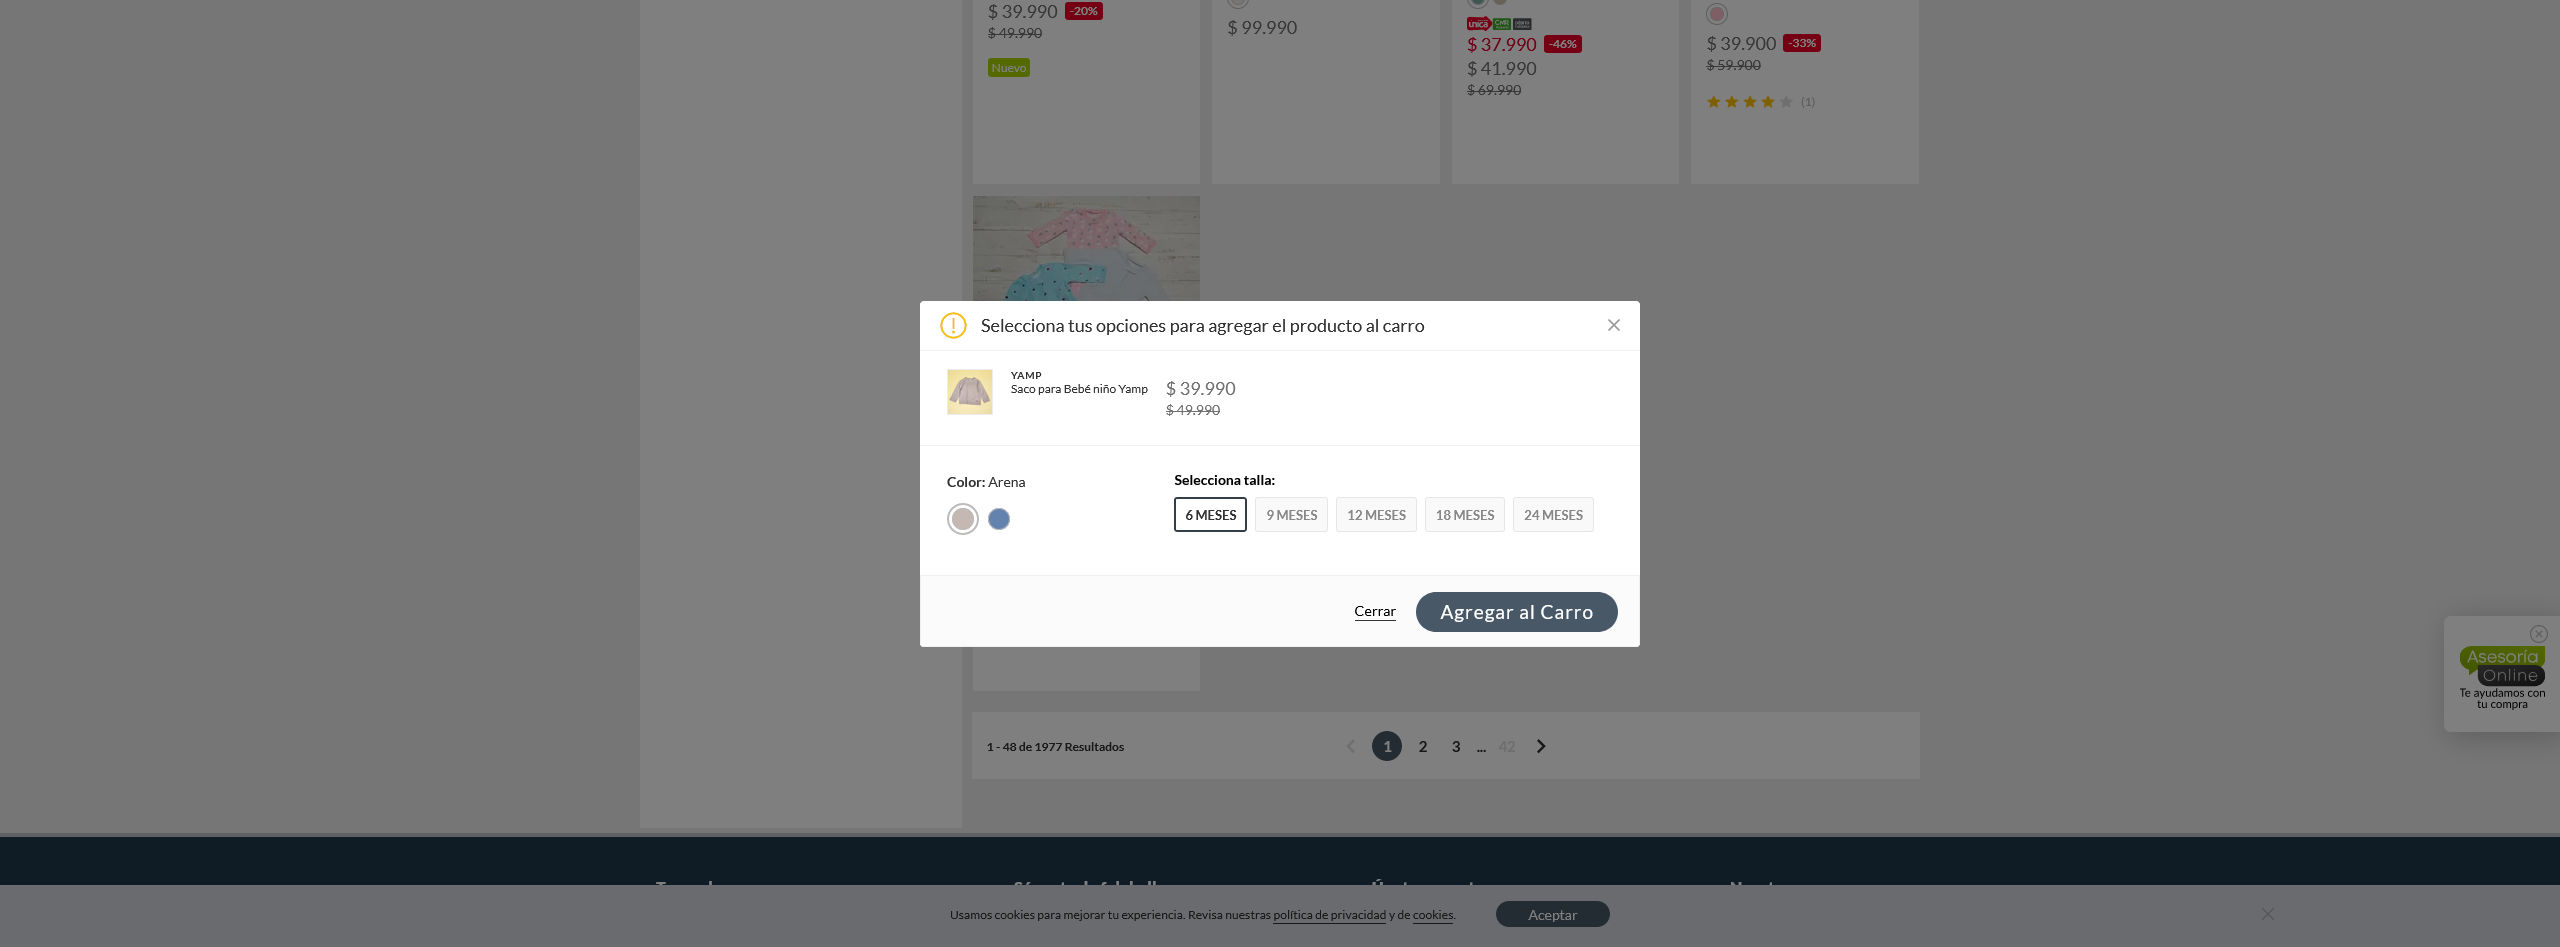 $ 39.990 -20%
$ 49.990
Nuevo
$ 99.990
unica CMR
$ 37.990 -46%
$ 41.990
$ 69.990
$ 39.900 -33%
$ 59.900
(1)
Selecciona tus opciones para agregar el producto al carro
YAMP
Saco para Bebé niño Yamp
$ 39.990
$ 49.990
Color: Arena
Selecciona talla:
6 MESES 9 MESES 12 MESES 18 MESES 24 MESES
Cerrar Agregar al Carro
Asesoría
Online
Te ayudamos con
tu compra
1 - 48 de 1977 Resultados
1 2 3 ... 42
Usamos cookies para mejorar tu experiencia. Revisa nuestras política de privacidad y de cookies.
Aceptar